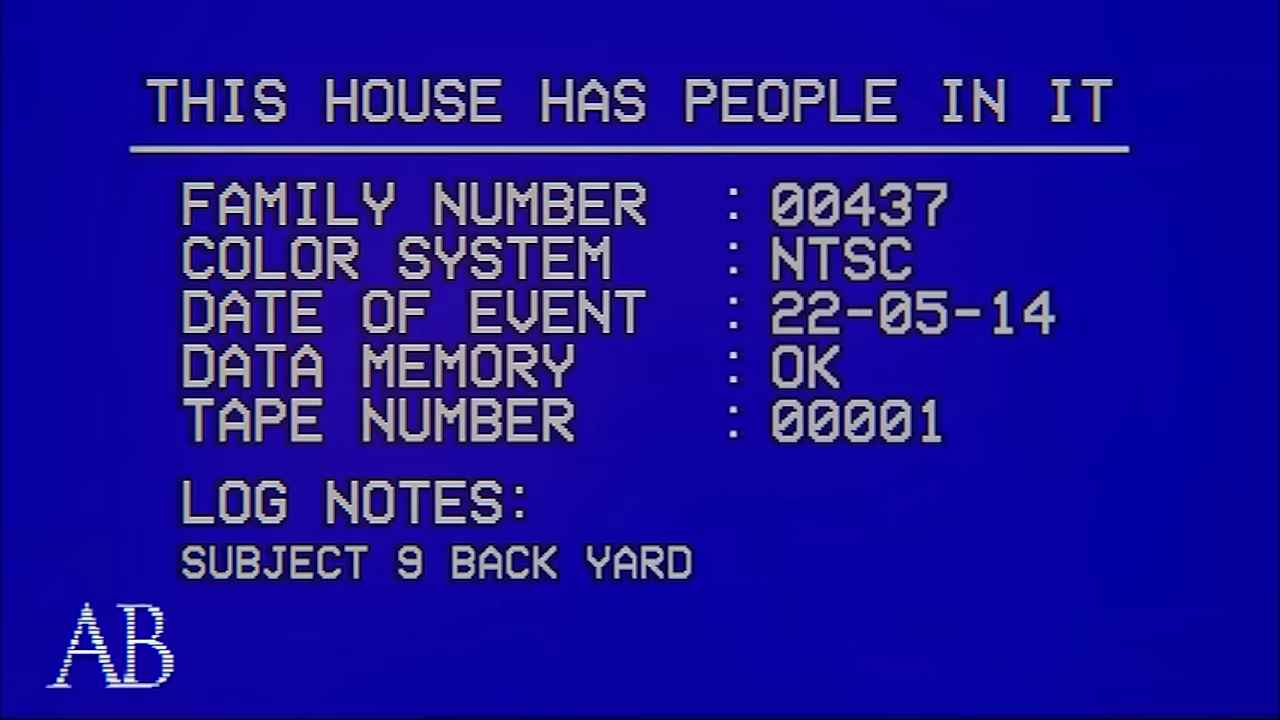 THIS HOUSE HAS PEOPLE IN IT
FAMILY NUMBER : 00437
COLOR SYSTEM : NTSC
DATE OF EVENT : 22-05-14
DATA MEMORY : OK
TAPE NUMBER : 00001
LOG NOTES:
SUBJECT 9 BACK YARD
AB